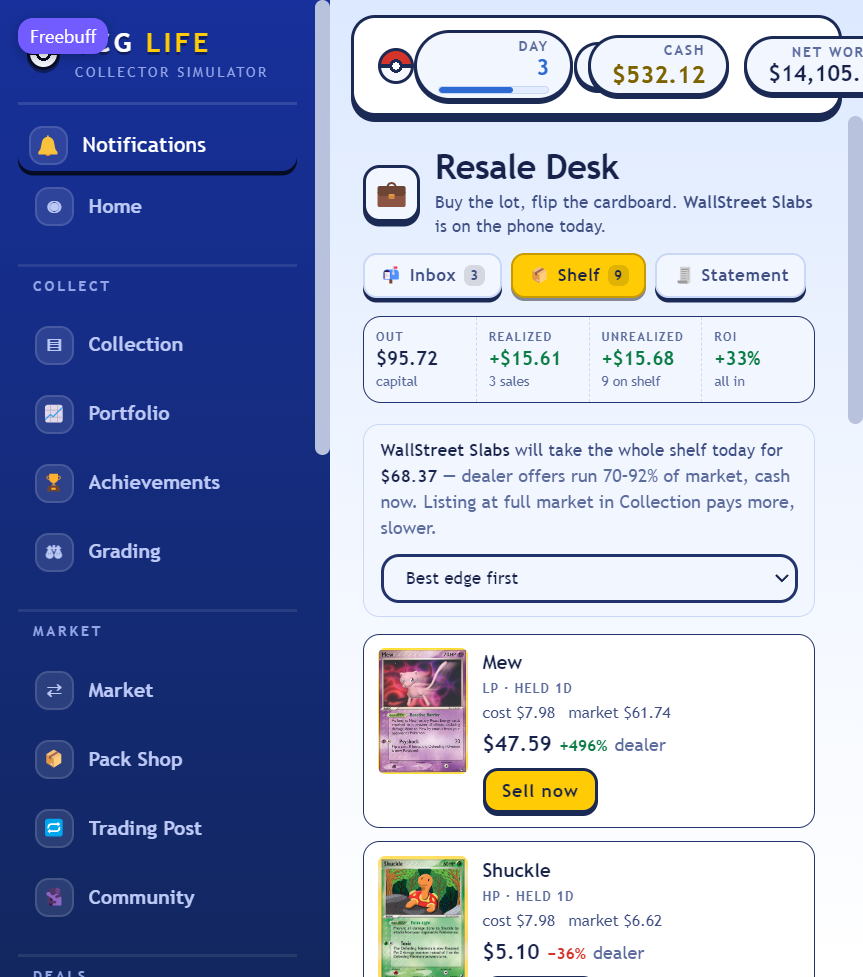 Freebuff
CG LIFE
COLLECTOR SIMULATOR
Notifications
Home
COLLECT
Collection
Portfolio
Achievements
Grading
MARKET
Market
Pack Shop
Trading Post
Community
DEALS
DAY
3
CASH
$532.12
NET WOR
$14,105.
Resale Desk
Buy the lot, flip the cardboard. WallStreet Slabs
is on the phone today.
Inbox 3
Shelf 9
Statement
OUT
$95.72
capital
REALIZED
+$15.61
3 sales
UNREALIZED
+$15.68
9 on shelf
ROI
+33%
all in
WallStreet Slabs will take the whole shelf today for
$68.37 — dealer offers run 70–92% of market, cash
now. Listing at full market in Collection pays more,
slower.
Best edge first
Mew
LP · HELD 1D
cost $7.98 market $61.74
$47.59 +496% dealer
Sell now
Shuckle
HP · HELD 1D
cost $7.98 market $6.62
$5.10 −36% dealer